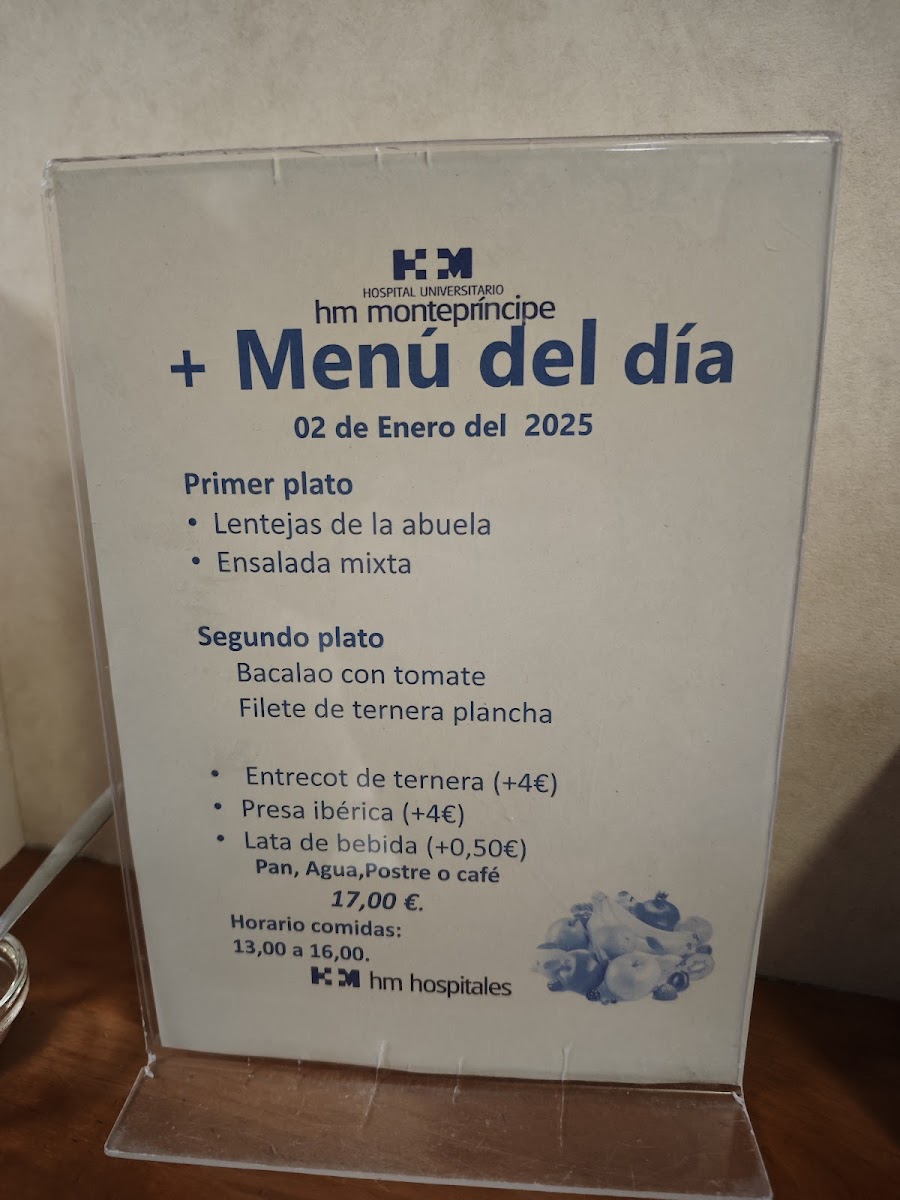 HM
HOSPITAL UNIVERSITARIO
hm montepríncipe
+ Menú del día
02 de Enero del 2025
Primer plato
• Lentejas de la abuela
• Ensalada mixta
Segundo plato
Bacalao con tomate
Filete de ternera plancha
• Entrecot de ternera (+4€)
• Presa ibérica (+4€)
• Lata de bebida (+0,50€)
Pan, Agua,Postre o café
17,00 €.
Horario comidas:
13,00 a 16,00.
HM hm hospitales